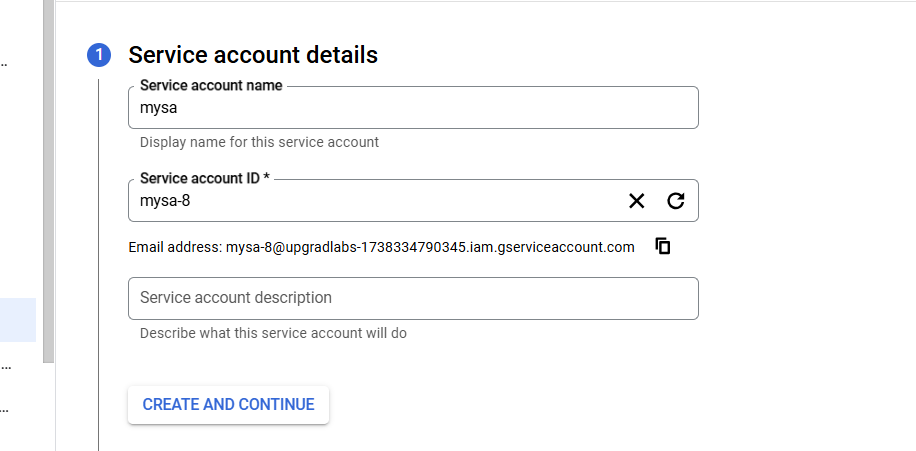 1 Service account details
Service account name
mysa
Display name for this service account
Service account ID *
mysa-8
Email address: mysa-8@upgradlabs-1738334790345.iam.gserviceaccount.com
Service account description
Describe what this service account will do
CREATE AND CONTINUE